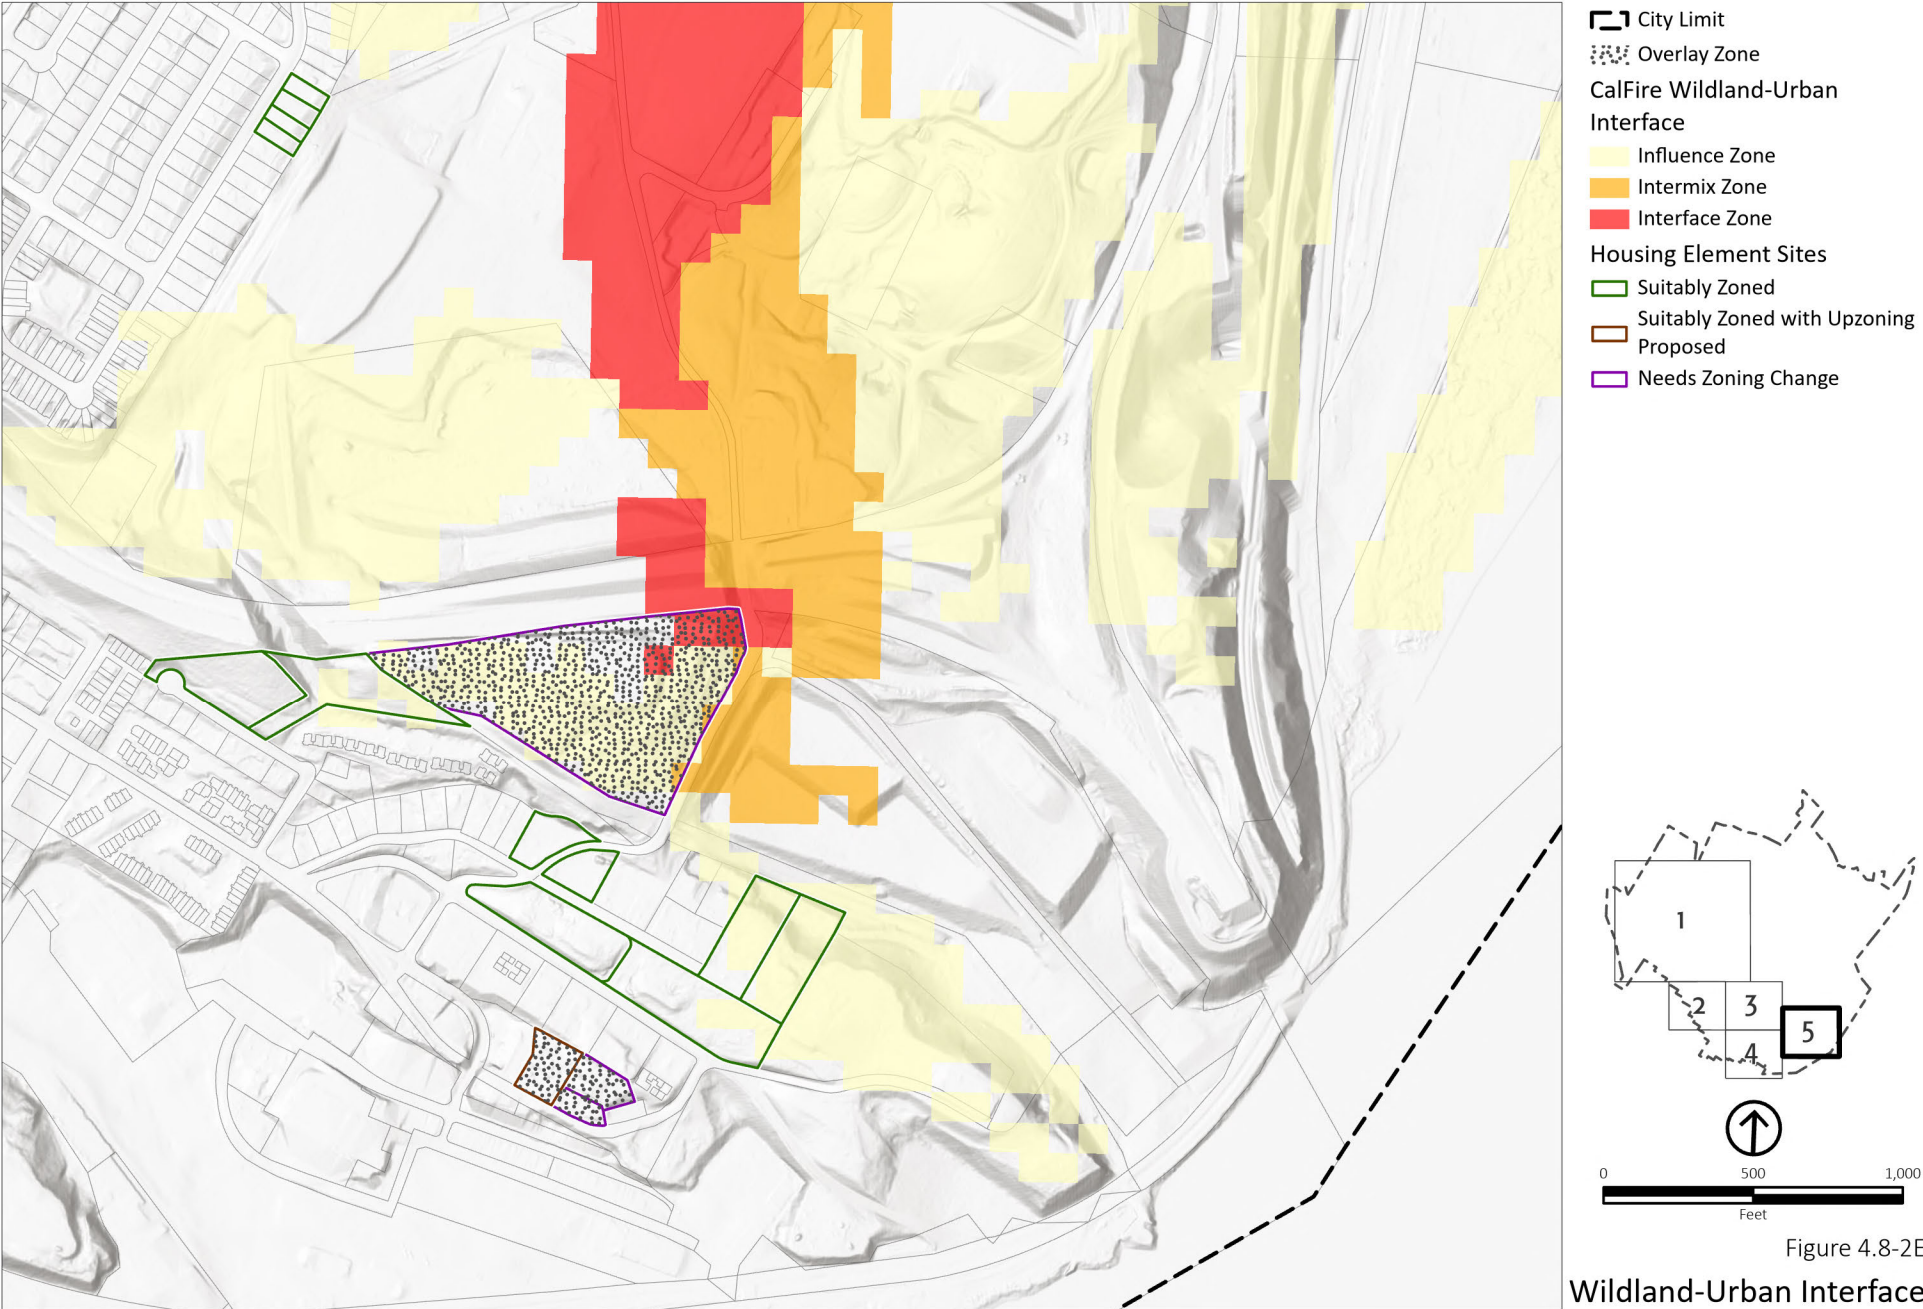 City Limit
Overlay Zone
CalFire Wildland-Urban
Interface
Influence Zone
Intermix Zone
Interface Zone
Housing Element Sites
Suitably Zoned
Suitably Zoned with Upzoning
Proposed
Needs Zoning Change
1
2
3
4
5
0 500 1,000
Feet
Figure 4.8-2E
Wildland-Urban Interface